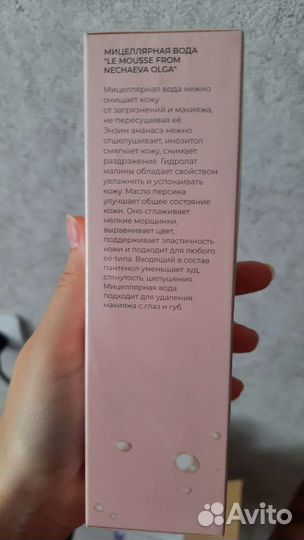 МИЦЕЛЛЯРНАЯ ВОДА
"LE MOUSSE FROM
NECHAEVA OLGA"
Мицеллярная вода нежно
очищает кожу
от загрязнений и макияжа,
не пересушивая её.
Энзим ананаса нежно
отшелушивает, инозитол
смягчает кожу, снимает
раздражение. Гидролат
малины обладает свойством
увлажнять и успокаивать
кожу. Масло персика
улучшает общее состояние
кожи. Оно сглаживает
мелкие морщинки,
выравнивает цвет,
поддерживает эластичность
кожи и подходит для любого
её типа. Входящий в состав
пантенол уменьшает зуд,
стянутость, шелушения.
Мицеллярная вода
подходит для удаления
макияжа с глаз и губ.
Avito